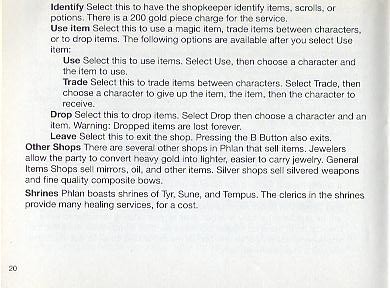 Identify Select this to have the shopkeeper identify items, scrolls, or
potions. There is a 200 gold piece charge for the service.
Use item Select this to use a magic item, trade items between characters,
or to drop items. The following options are available after you select Use
item:
Use Select this to use items. Select Use, then choose a character and
the item to use.
Trade Select this to trade items between characters. Select Trade, then
choose a character to give up the item, the item, then the character to
receive.
Drop Select this to drop items. Select Drop then choose a character and an
item. Warning: Dropped items are lost forever.
Leave Select this to exit the shop. Pressing the B Button also exits.
Other Shops There are several other shops in Phlan that sell items. Jewelers
allow the party to convert heavy gold into lighter, easier to carry jewelry. General
Items Shops sell mirrors, oil, and other items. Silver shops sell silvered weapons
and fine quality composite bows.
Shrines Phlan boasts shrines of Tyr, Sune, and Tempus. The clerics in the shrines
provide many healing services, for a cost.
20